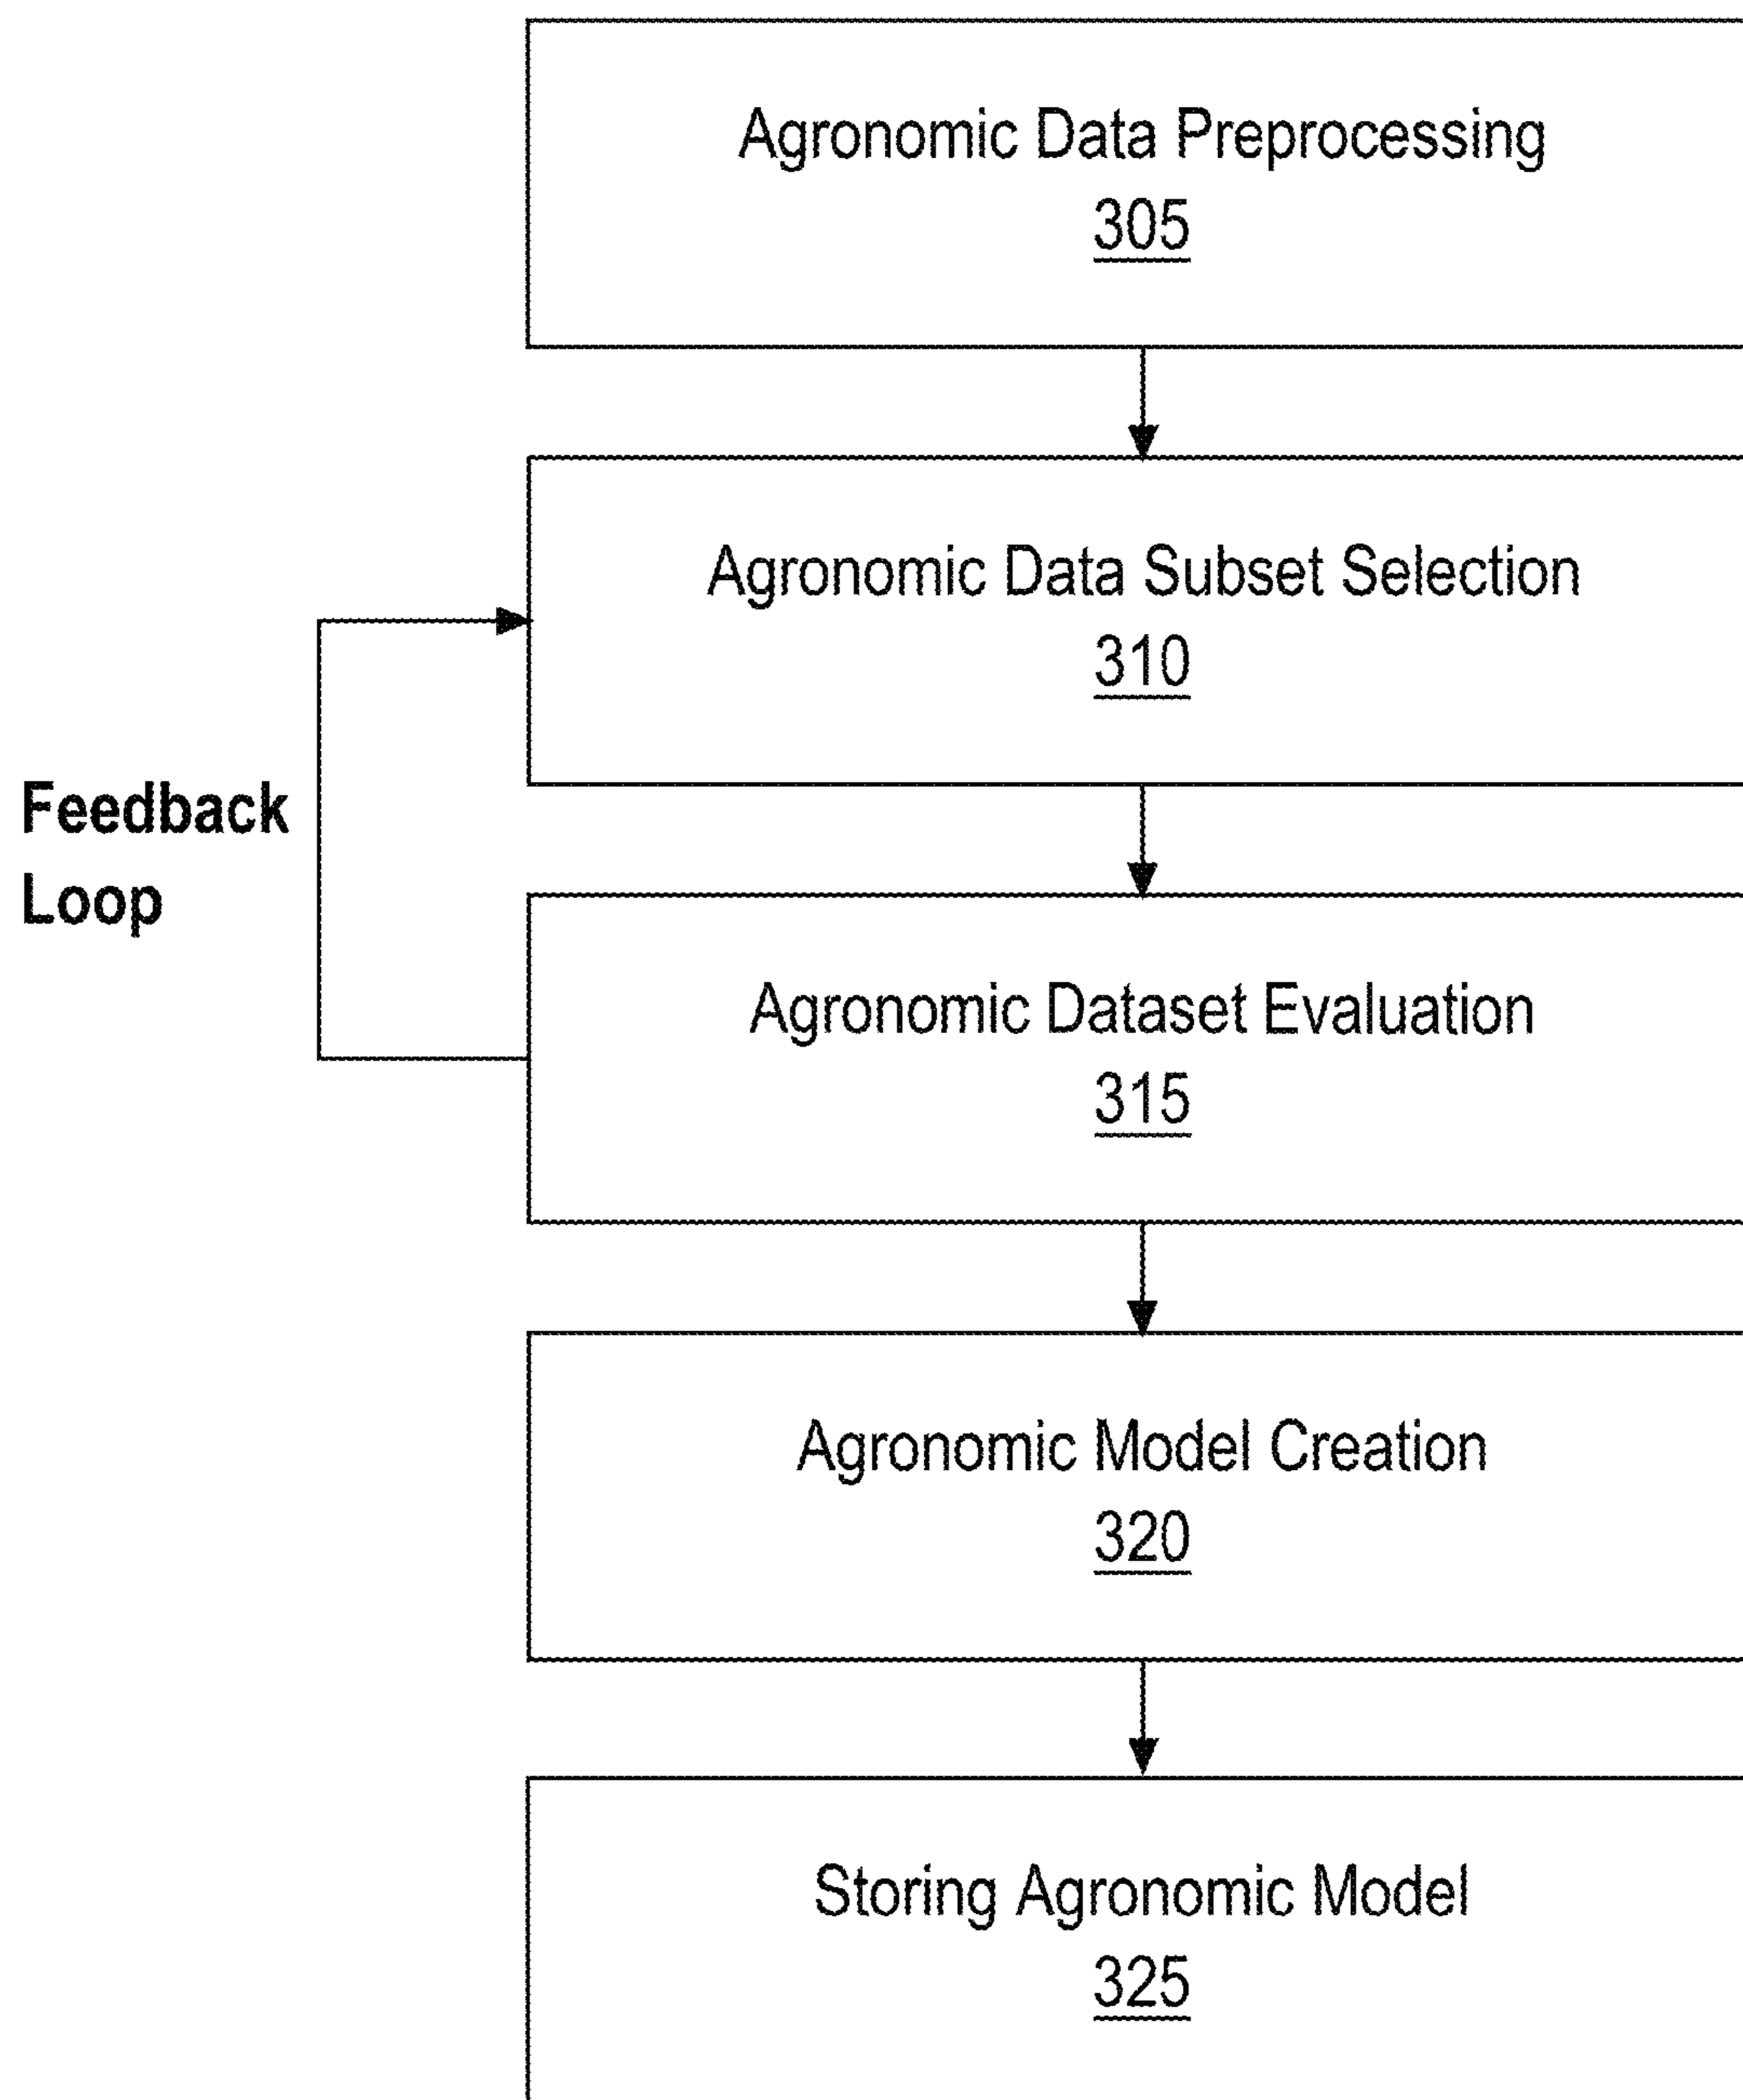 Agronomic Data Preprocessing
305
Agronomic Data Subset Selection
310
Feedback
Loop
Agronomic Dataset Evaluation
315
Agronomic Model Creation
320
Storing Agronomic Model
325